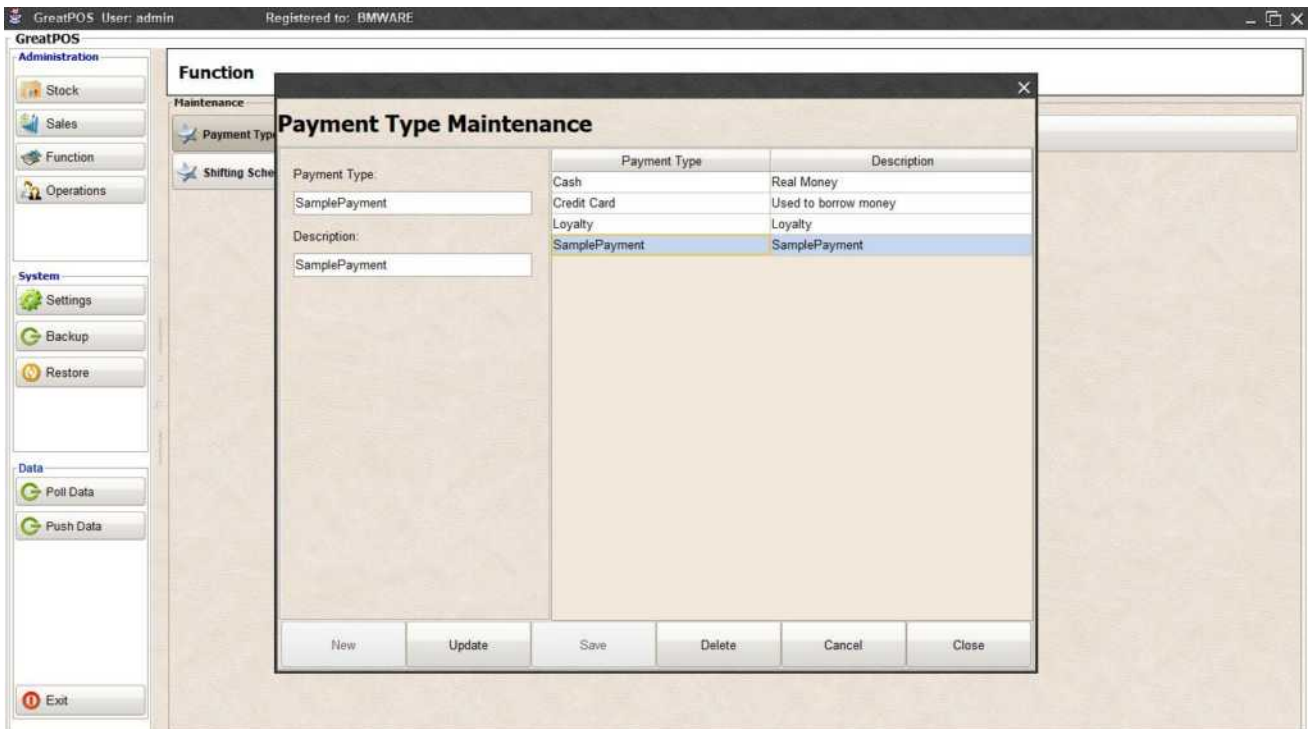 GreatPOS User: admin Registered to: BMWARE
GreatPOS
Administration
Stock
Sales
Function
Operations
System
Settings
Backup
Restore
Data
Poll Data
Push Data
Exit
Function
Maintenance
Payment Typ
Shifting Sche
Payment Type Maintenance
Payment Type:
SamplePayment
Description:
SamplePayment
Payment Type Description
Cash Real Money
Credit Card Used to borrow money
Loyalty Loyalty
SamplePayment SamplePayment
New Update Save Delete Cancel Close